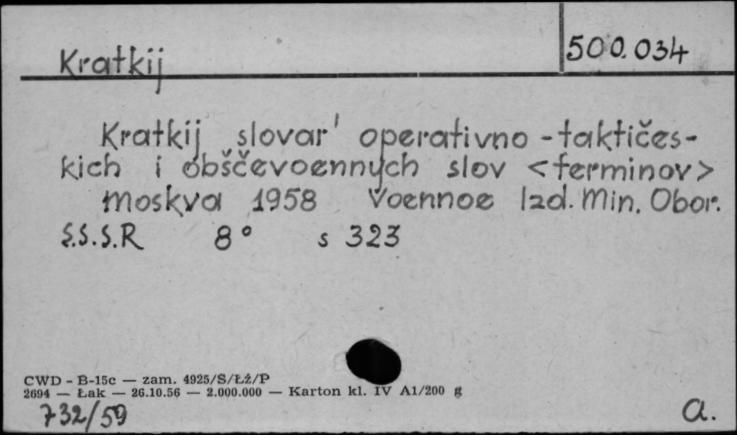 Kratkij
500.034
Kratkij slovar' operativno-taktičes-
kich i obščevoennych slov <terminov>
Moskva 1958 Voennoe Izd. Min. Obor.
S.S.S.R 8° s 323
CWD - B-15c — zam. 4925/S/Łź/P
2694 — Łak — 26.10.56 — 2.000.000 — Karton kl. IV A1/200 g
732/59
a.